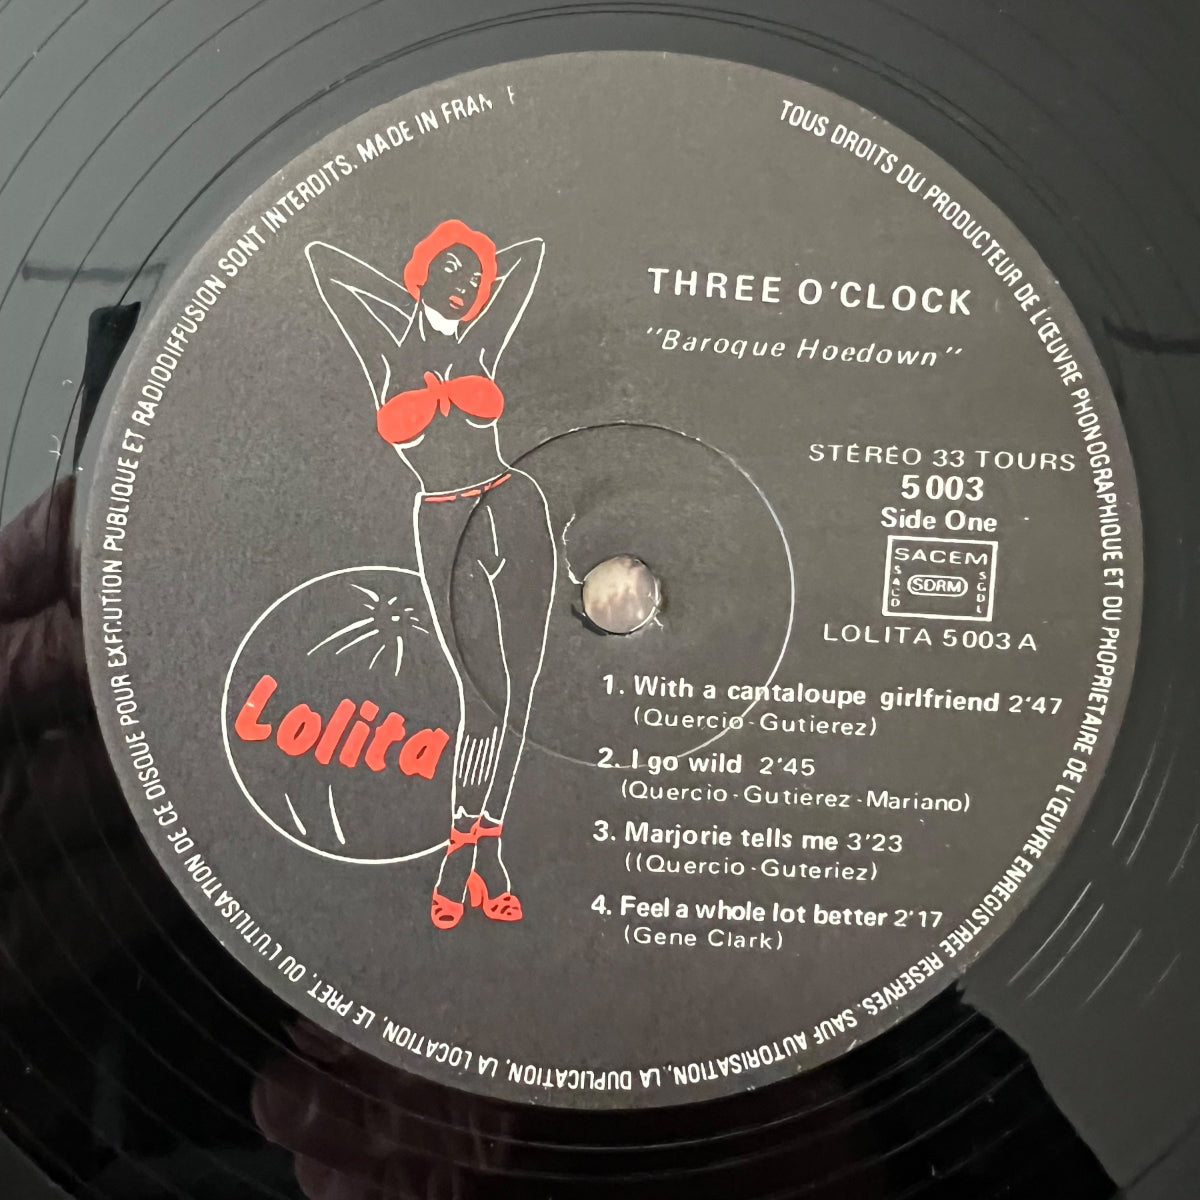 THREE O'CLOCK
"Baroque Hoedown"
STÉRÉO 33 TOURS
5003
Side One
SACEM
SACD
SDRM
SGDL
LOLITA 5003 A
Lolita
1. With a cantaloupe girlfriend 2'47
(Quercio-Gutierez)
2. I go wild 2'45
(Quercio-Gutierez-Mariano)
3. Marjorie tells me 3'23
((Quercio-Guteriez)
4. Feel a whole lot better 2'17
(Gene Clark)
TOUS DROITS DU PRODUCTEUR DE L'ŒUVRE PHONOGRAPHIQUE ET DU PHOPRIETAIRE DE L'ŒUVRE ENREGISTREE RESERVES. SAUF AUTORISATION, LA DUPLICATION, LA LOCATION, LE PRET, OU L'UTILISATION DE CE DISQUE POUR EXECUTION PUBLIQUE ET RADIODIFFUSION SONT INTERDITS. MADE IN FRAN